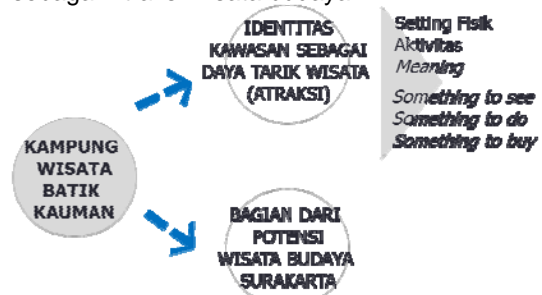 IDENTITAS
KAWASAN SEBAGAI
DAYA TARIK WISATA
(ATRAKSI)
Setting Fisik
Aktivitas
Meaning
Something to see
Something to do
Something to buy
KAMPUNG
WISATA
BATIK
KAUMAN
BAGIAN DARI
POTENSI
WISATA BUDAYA
SURAKARTA